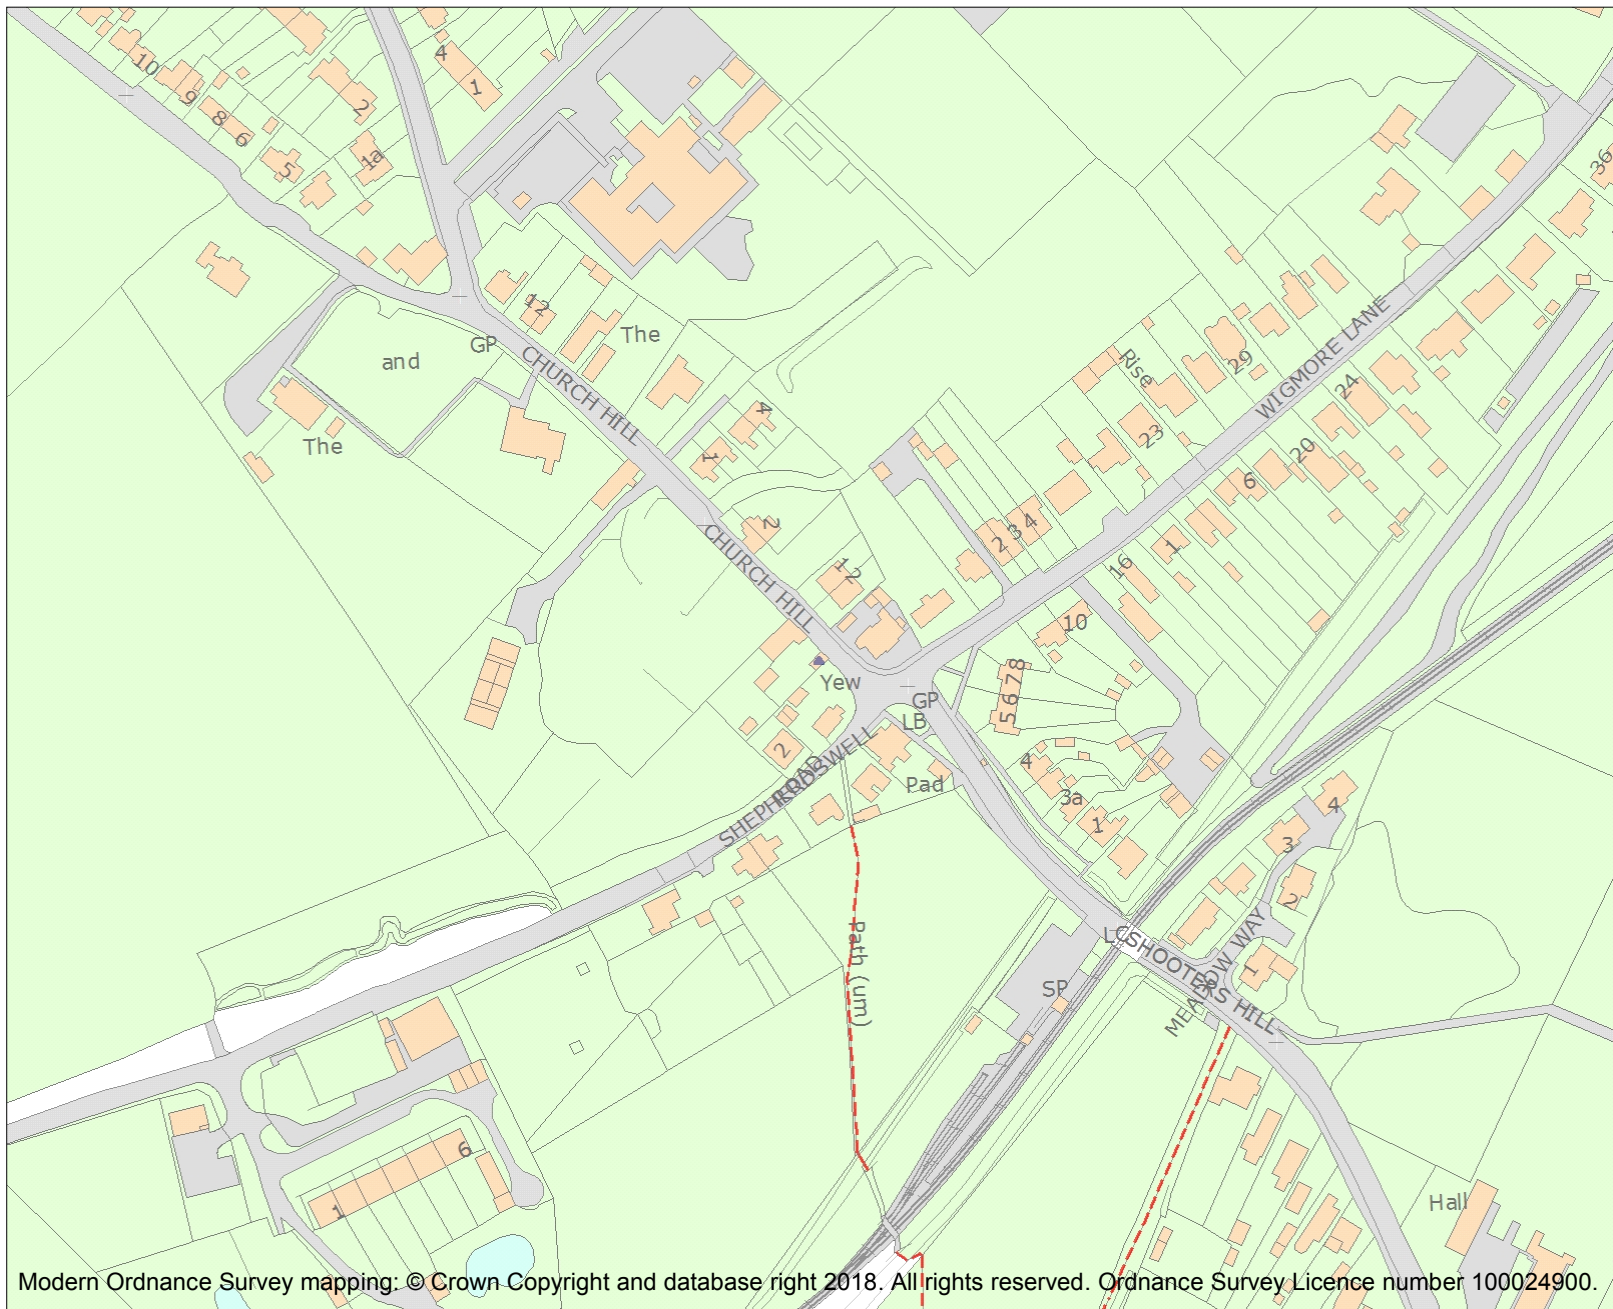 10
9
8
6
5
2
1a
4
1
36
GP
12
The
and
CHURCH HILL
The
4
1
Rise
29
WIGMORE LANE
24
23
20
6
2
CHURCH HILL
2 3 4
16
1
12
10
Yew
GP
LB
5 6 7 8
SHEPHERDSWELL
ROAD
2
Pad
4
3a
1
4
3
2
Path (um)
LC
SHOOTERS HILL
MEADOW WAY
1
SP
6
1
Hall
1
Modern Ordnance Survey mapping: © Crown Copyright and database right 2018. All rights reserved. Ordnance Survey Licence number 100024900.